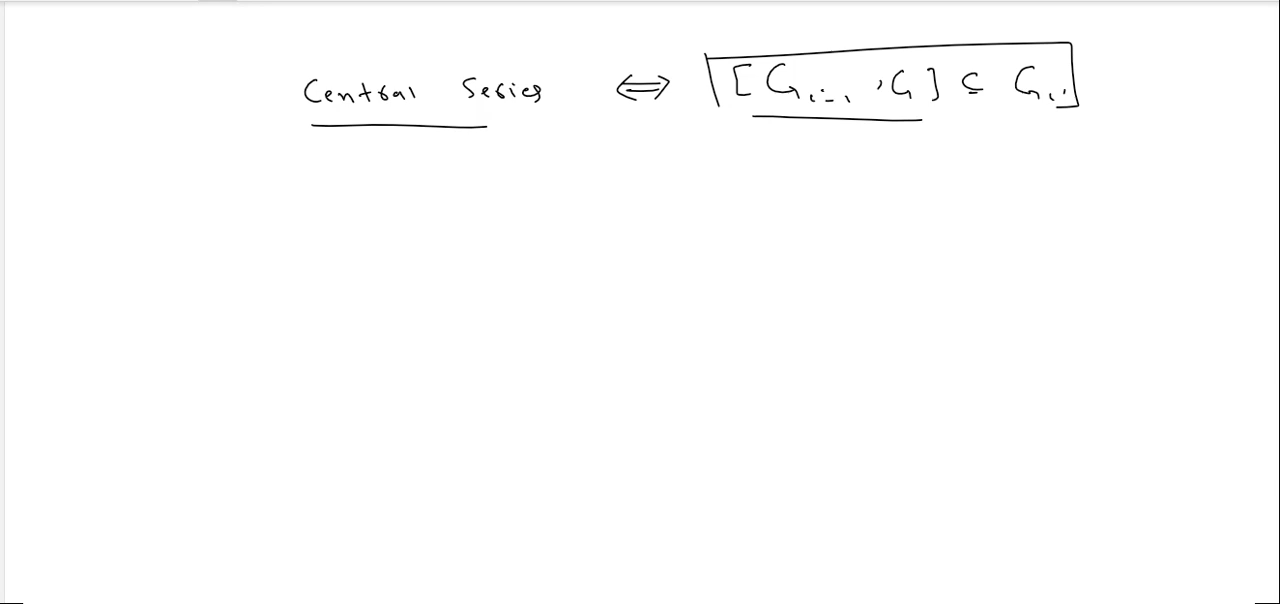 Central Series ⇔ [G_{i-1}, G] ⊆ G_i